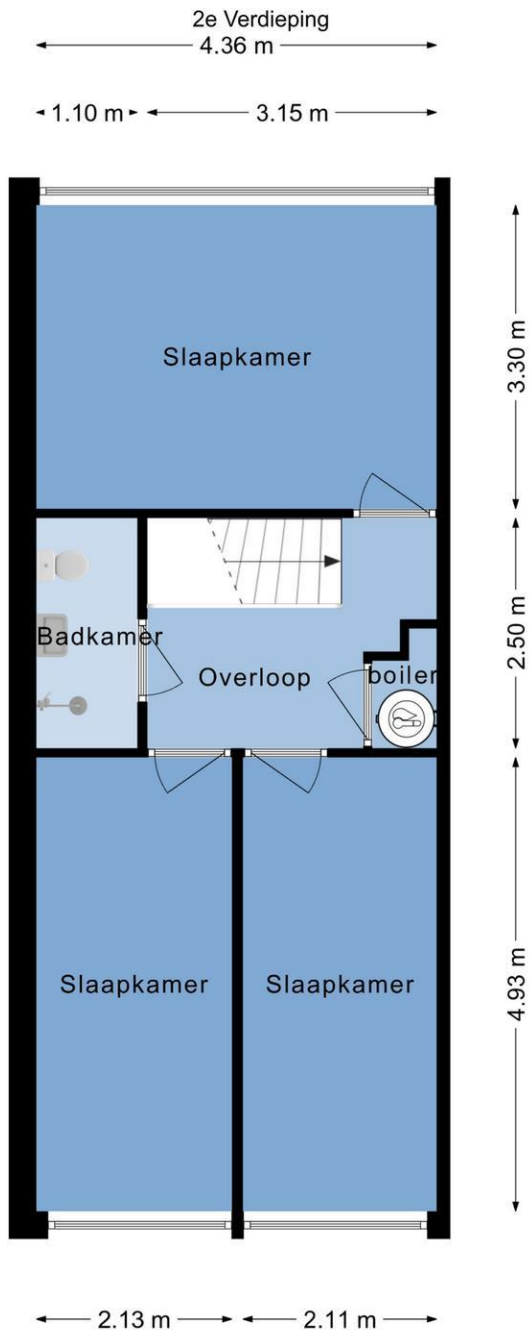 2e Verdieping
4.36 m
1.10 m
3.15 m
3.30 m
Slaapkamer
2.50 m
Badkamer
Overloop
boiler
4.93 m
Slaapkamer
Slaapkamer
2.13 m
2.11 m